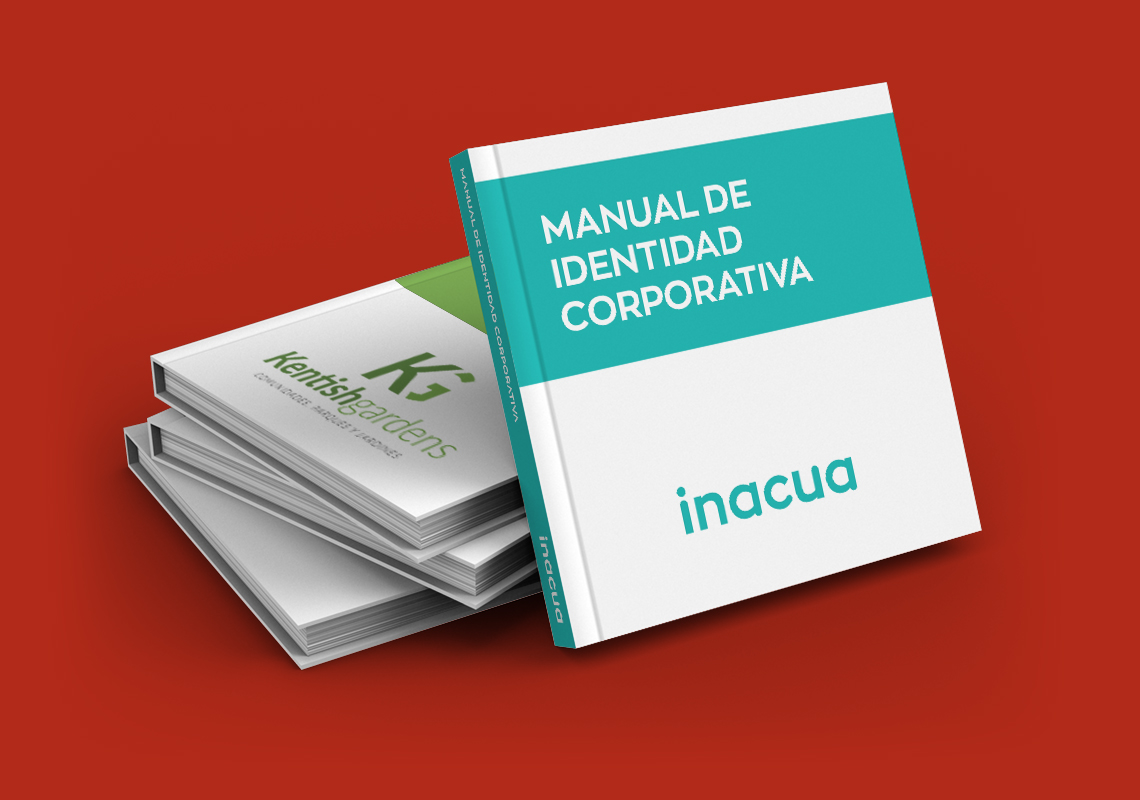 MANUAL DE
IDENTIDAD
CORPORATIVA
inacua
MANUAL DE IDENTIDAD CORPORATIVA
inacua
KG
Kentishgardens
COMUNIDADES, PARQUES Y JARDINES